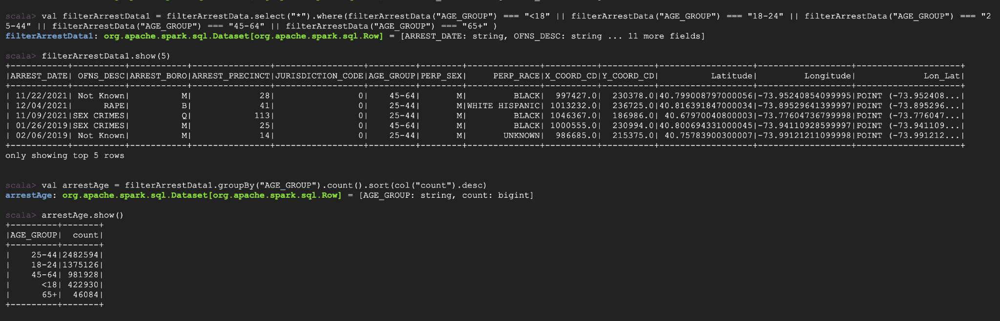 scala> val filterArrestData1 = filterArrestData.select("*").where(filterArrestData("AGE_GROUP") === "<18" || filterArrestData("AGE_GROUP") === "18-24" || filterArrestData("AGE_GROUP") === "2
5-44" || filterArrestData("AGE_GROUP") === "45-64" || filterArrestData("AGE_GROUP") === "65+" )
filterArrestData1: org.apache.spark.sql.Dataset[org.apache.spark.sql.Row] = [ARREST_DATE: string, OFNS_DESC: string ... 11 more fields]
scala> filterArrestData1.show(5)
+-----------+----------+-----------+---------------+-----------------+---------+--------+--------------+----------+----------+------------------+------------------+--------------------+
|ARREST_DATE| OFNS_DESC|ARREST_BORO|ARREST_PRECINCT|JURISDICTION_CODE|AGE_GROUP|PERP_SEX|     PERP_RACE|X_COORD_CD|Y_COORD_CD|          Latitude|         Longitude|             Lon_Lat|
+-----------+----------+-----------+---------------+-----------------+---------+--------+--------------+----------+----------+------------------+------------------+--------------------+
| 11/22/2021| Not Known|          M|             28|                0|    45-64|       M|         BLACK|  997427.0|  230378.0|40.799008797000056|-73.95240854099995|POINT (-73.952408...|
| 12/04/2021|      RAPE|          B|             41|                0|    25-44|       M|WHITE HISPANIC| 1013232.0|  236725.0|40.816391847000034|-73.89529641399997|POINT (-73.895296...|
| 11/09/2021|SEX CRIMES|          Q|            113|                0|    25-44|       M|         BLACK| 1046367.0|  186986.0| 40.67970040800003|-73.77604736799998|POINT (-73.776047...|
| 01/26/2019|SEX CRIMES|          M|             25|                0|    45-64|       M|         BLACK| 1000555.0|  230994.0|40.800694331000045|-73.94110928599997|POINT (-73.941109...|
| 02/06/2019| Not Known|          M|             14|                0|    25-44|       M|       UNKNOWN|  986685.0|  215375.0| 40.75783900300007|-73.99121211099998|POINT (-73.991212...|
+-----------+----------+-----------+---------------+-----------------+---------+--------+--------------+----------+----------+------------------+------------------+--------------------+
only showing top 5 rows
scala> val arrestAge = filterArrestData1.groupBy("AGE_GROUP").count().sort(col("count").desc)
arrestAge: org.apache.spark.sql.Dataset[org.apache.spark.sql.Row] = [AGE_GROUP: string, count: bigint]
scala> arrestAge.show()
+---------+-------+
|AGE_GROUP|  count|
+---------+-------+
|    25-44|2482594|
|    18-24|1375126|
|    45-64| 981928|
|      <18| 422930|
|      65+|  46084|
+---------+-------+